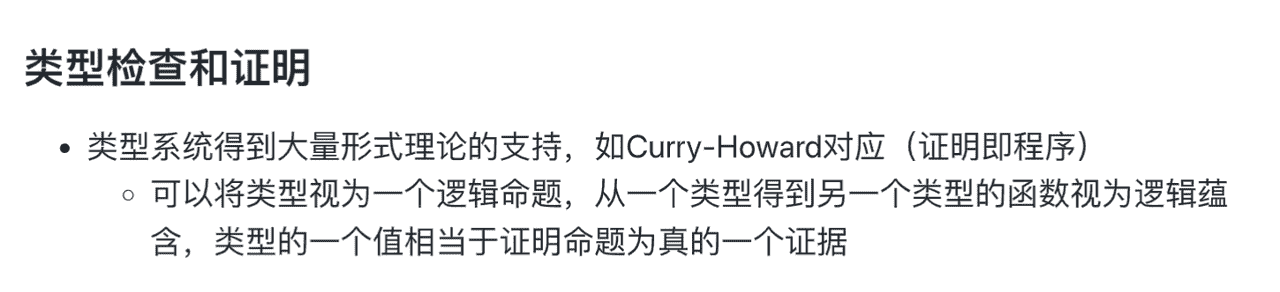 类型检查和证明
类型系统得到大量形式理论的支持，如Curry-Howard对应（证明即程序）
可以将类型视为一个逻辑命题，从一个类型得到另一个类型的函数视为逻辑蕴
含，类型的一个值相当于证明命题为真的一个证据